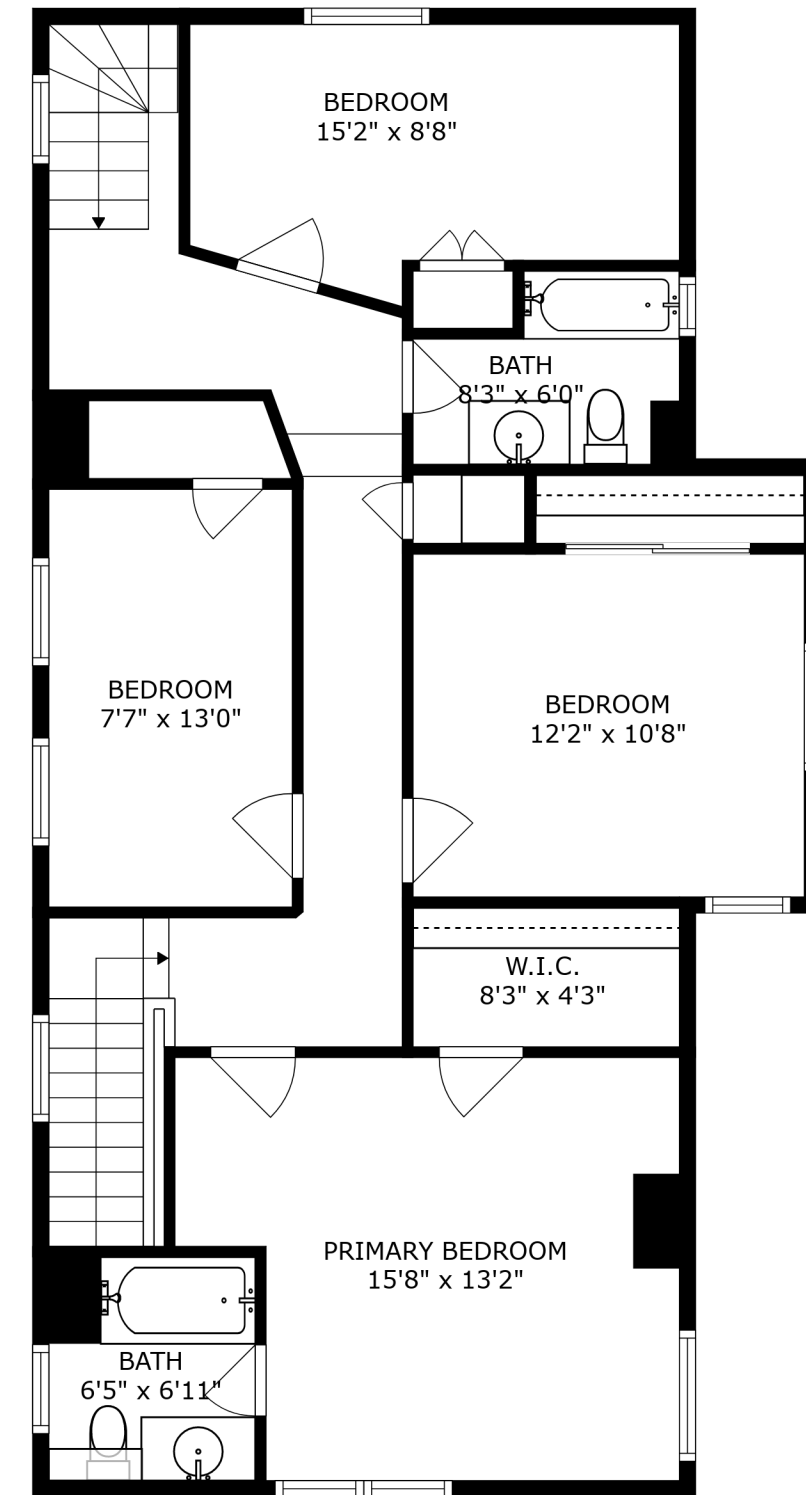 BEDROOM
15'2" x 8'8"
BATH
8'3" x 6'0"
BEDROOM
7'7" x 13'0"
BEDROOM
12'2" x 10'8"
W.I.C.
8'3" x 4'3"
PRIMARY BEDROOM
15'8" x 13'2"
BATH
6'5" x 6'11"